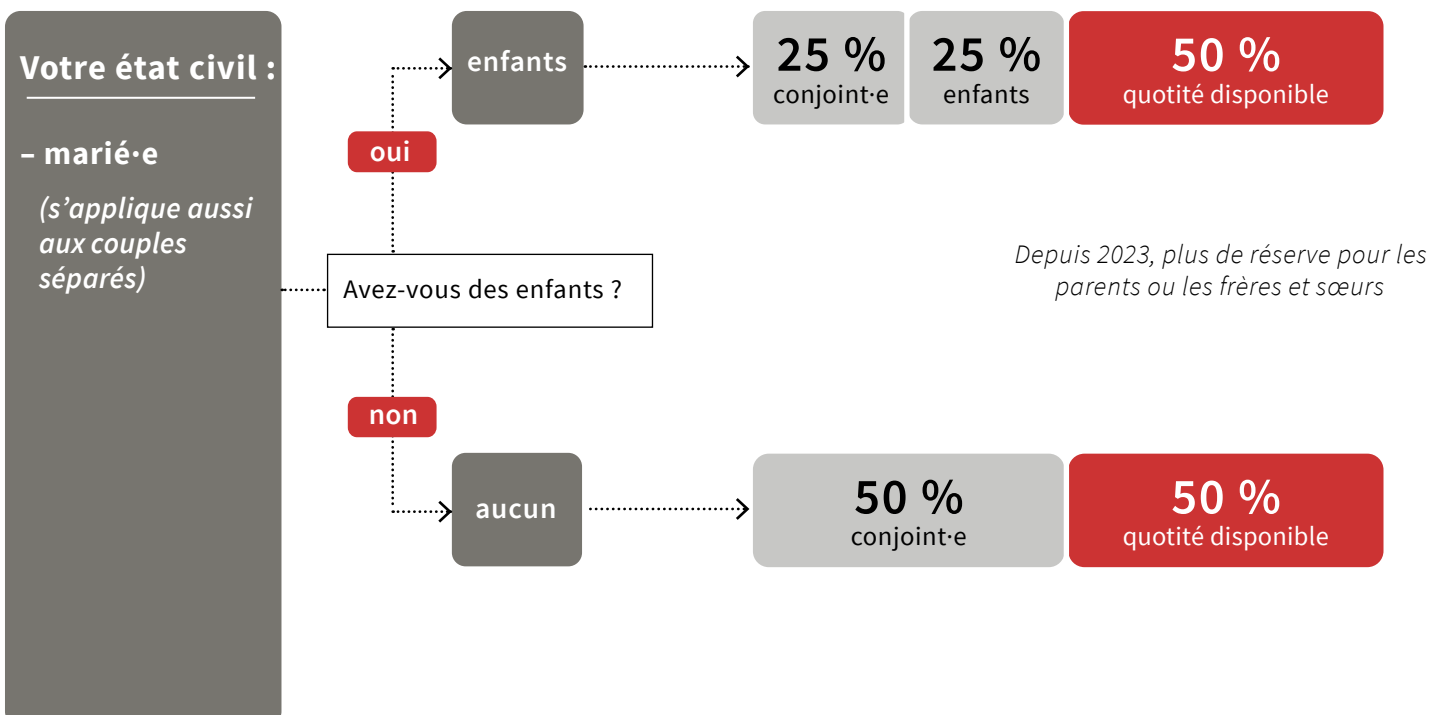 Votre état civil :
– marié·e
(s’applique aussi
aux couples
séparés)
Avez-vous des enfants ?
oui
enfants
25 %
conjoint·e
25 %
enfants
50 %
quotité disponible
Depuis 2023, plus de réserve pour les
parents ou les frères et sœurs
non
aucun
50 %
conjoint·e
50 %
quotité disponible